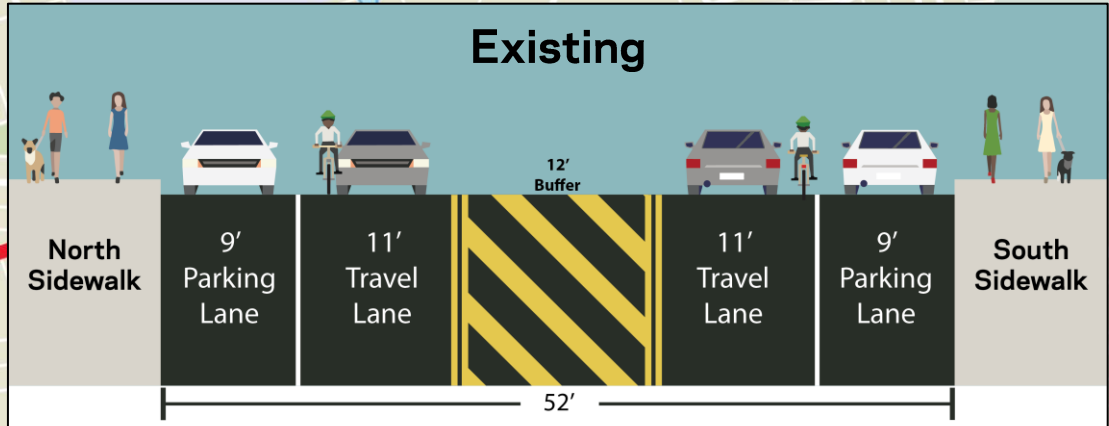 Existing
12’
Buffer
North
Sidewalk
9’
Parking
Lane
11’
Travel
Lane
11’
Travel
Lane
9’
Parking
Lane
South
Sidewalk
52’